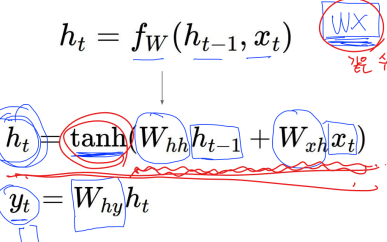 h_t = f_W(h_{t-1}, x_t)
WX
같은 수
h_t = tanh(W_{hh}h_{t-1} + W_{xh}x_t)
y_t = W_{hy}h_t